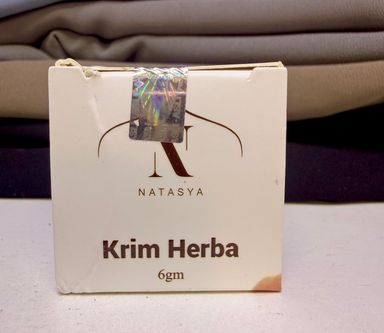 N
NATASYA
Krim Herba
6gm